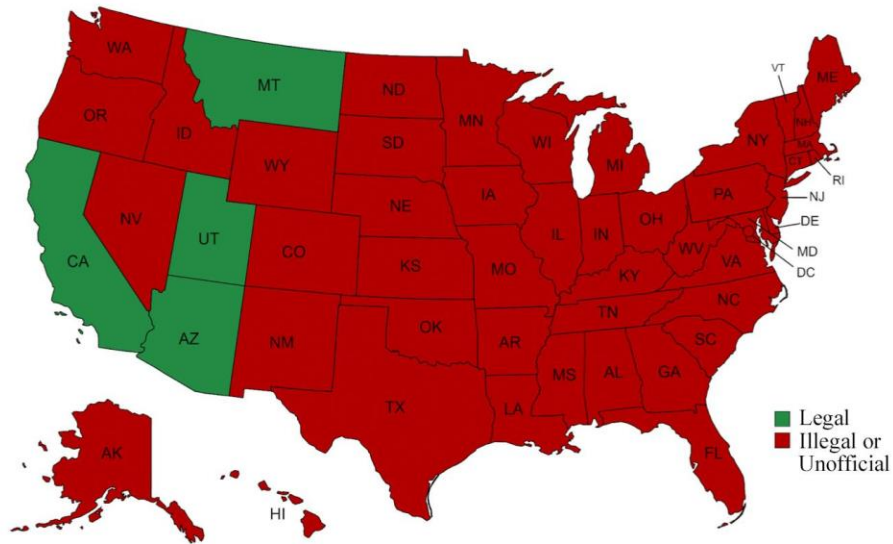 WA
MT
ND
MN
VT
ME
OR
ID
SD
WI
MI
NY
NH
MA
CT
RI
WY
IA
PA
NJ
NV
UT
NE
IL
IN
OH
DE
CA
CO
KS
MO
WV
VA
MD
DC
KY
AZ
NM
OK
AR
TN
NC
SC
TX
MS
AL
GA
LA
FL
AK
HI
Legal
Illegal or
Unofficial